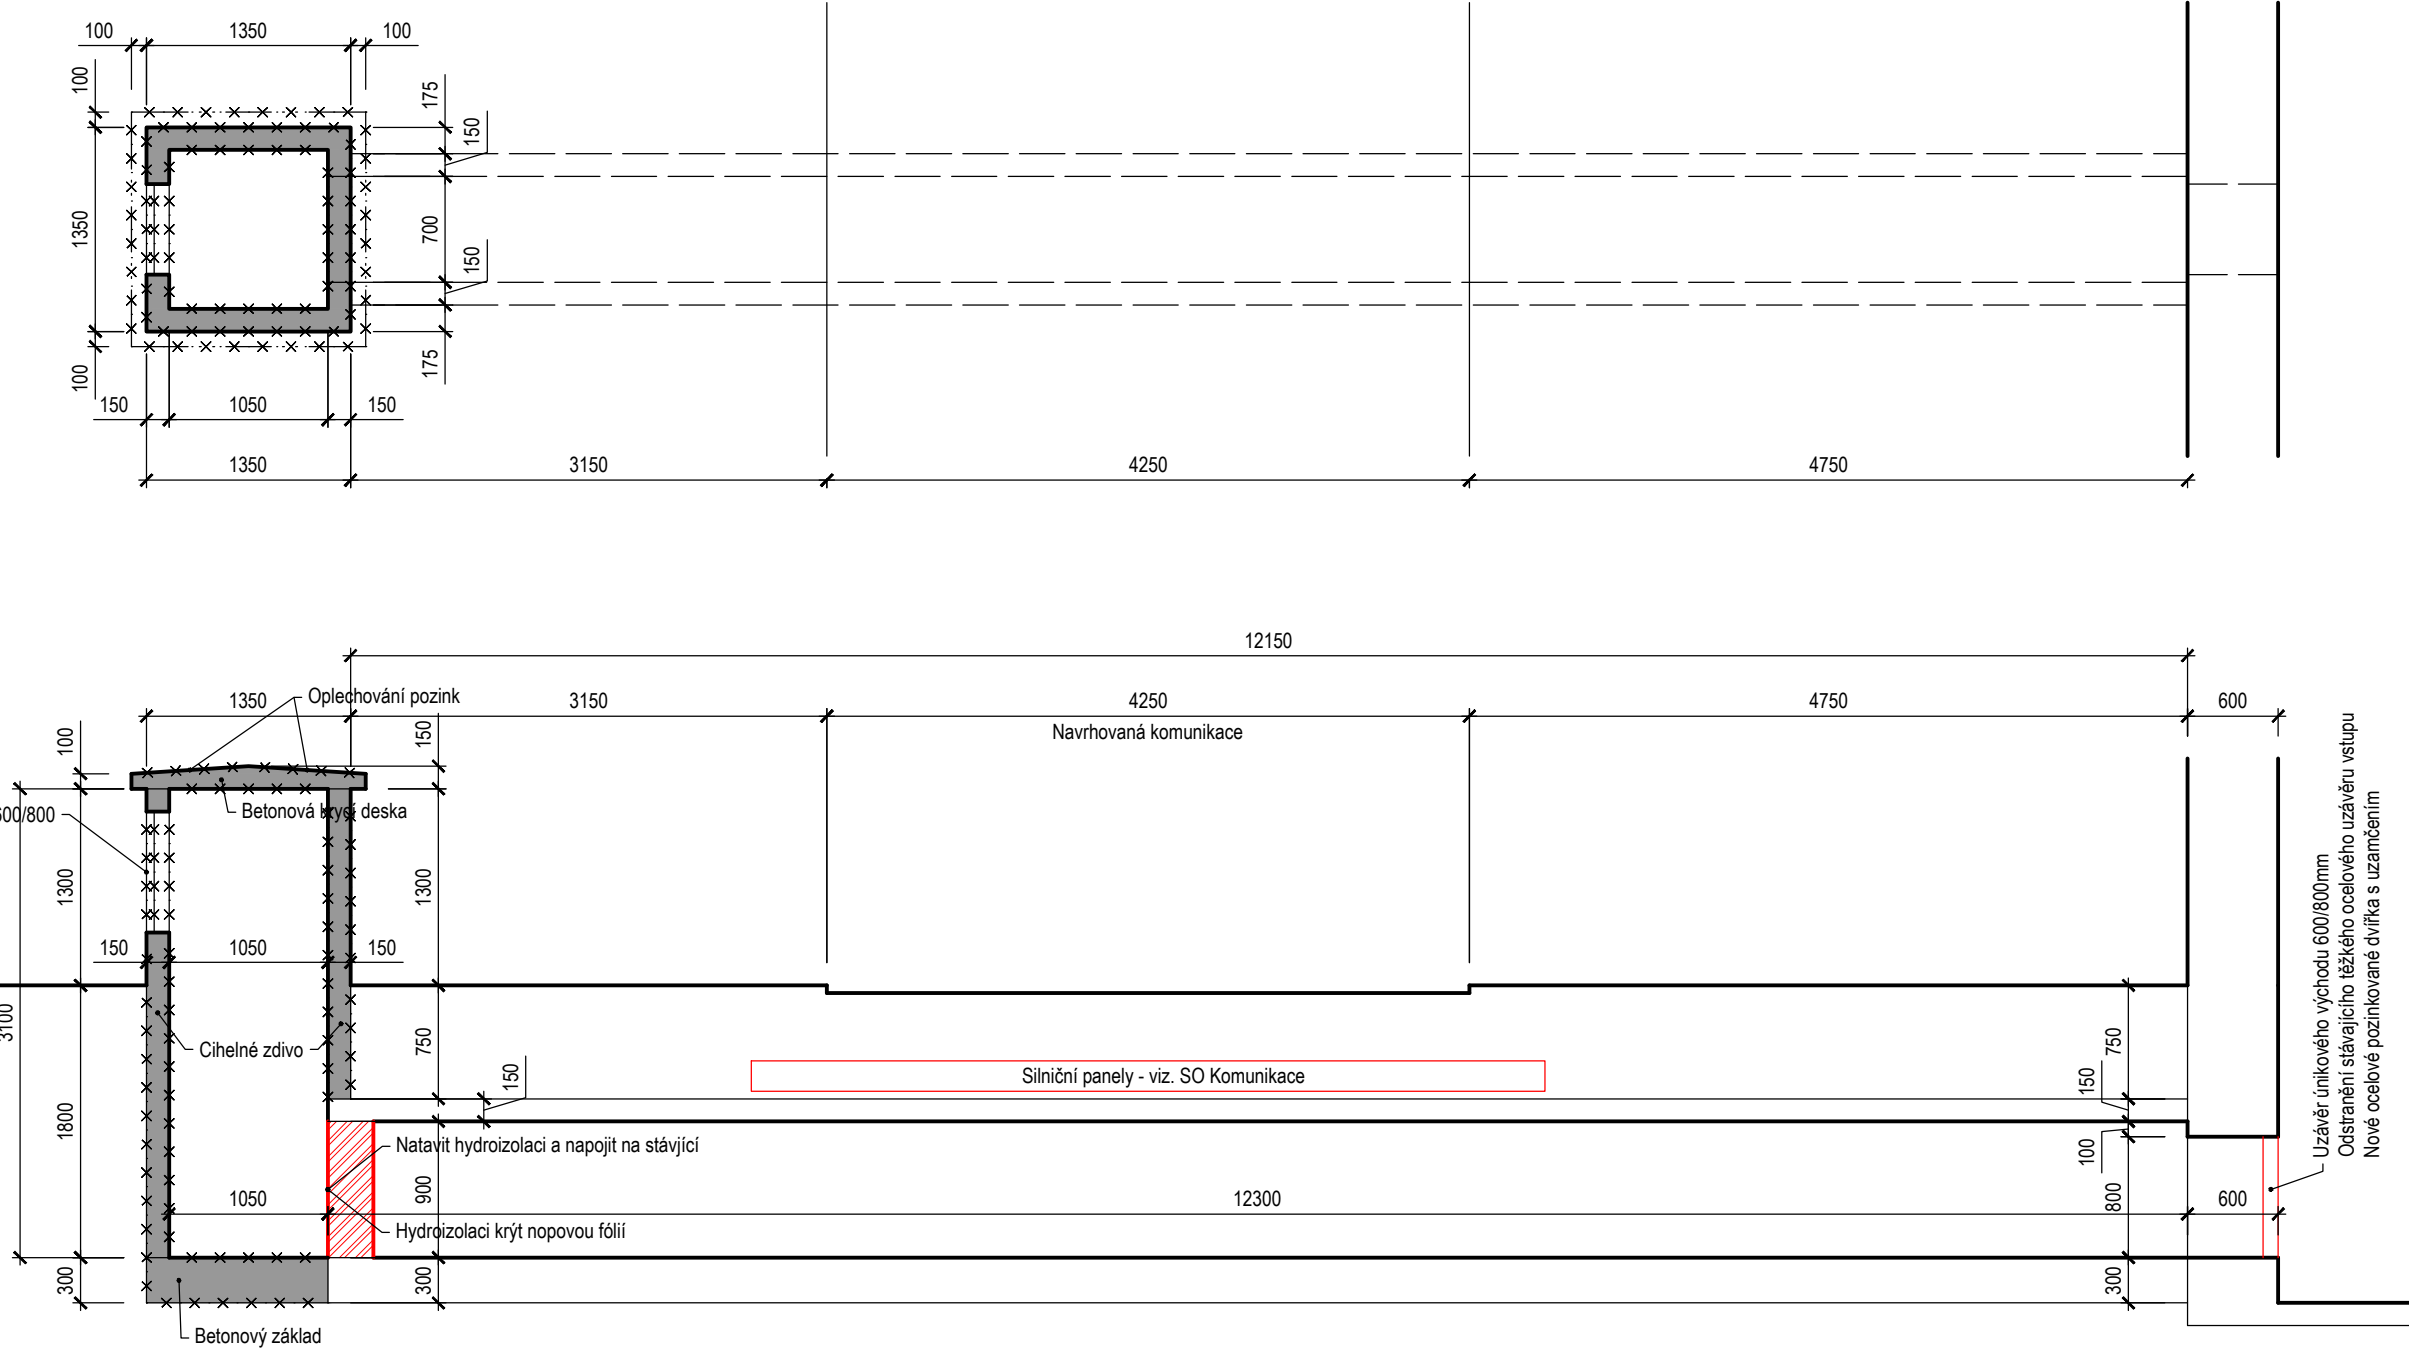 100 1350 100
100
175
150
1350
700
150
100
175
150 1050 150
1350 3150 4250 4750
12150
1350 Oplechování pozink 3150 4250 4750 600
Navrhovaná komunikace
100
150
600/800
Betonová krycí deska
1300
1300
150 1050 150
3100
Cihelné zdivo
750
750
150
Silniční panely - viz. SO Komunikace
150
1800
Natavit hydroizolaci a napojit na stávjící
100
1050
900
12300
800
600
Hydroizolaci krýt nopovou fólií
300
300
300
Betonový základ
Uzávěr únikového východu 600/800mm
Odstranění stávajícího těžkého ocelového uzávěru vstupu
Nové ocelové pozinkované dvířka s uzamčením